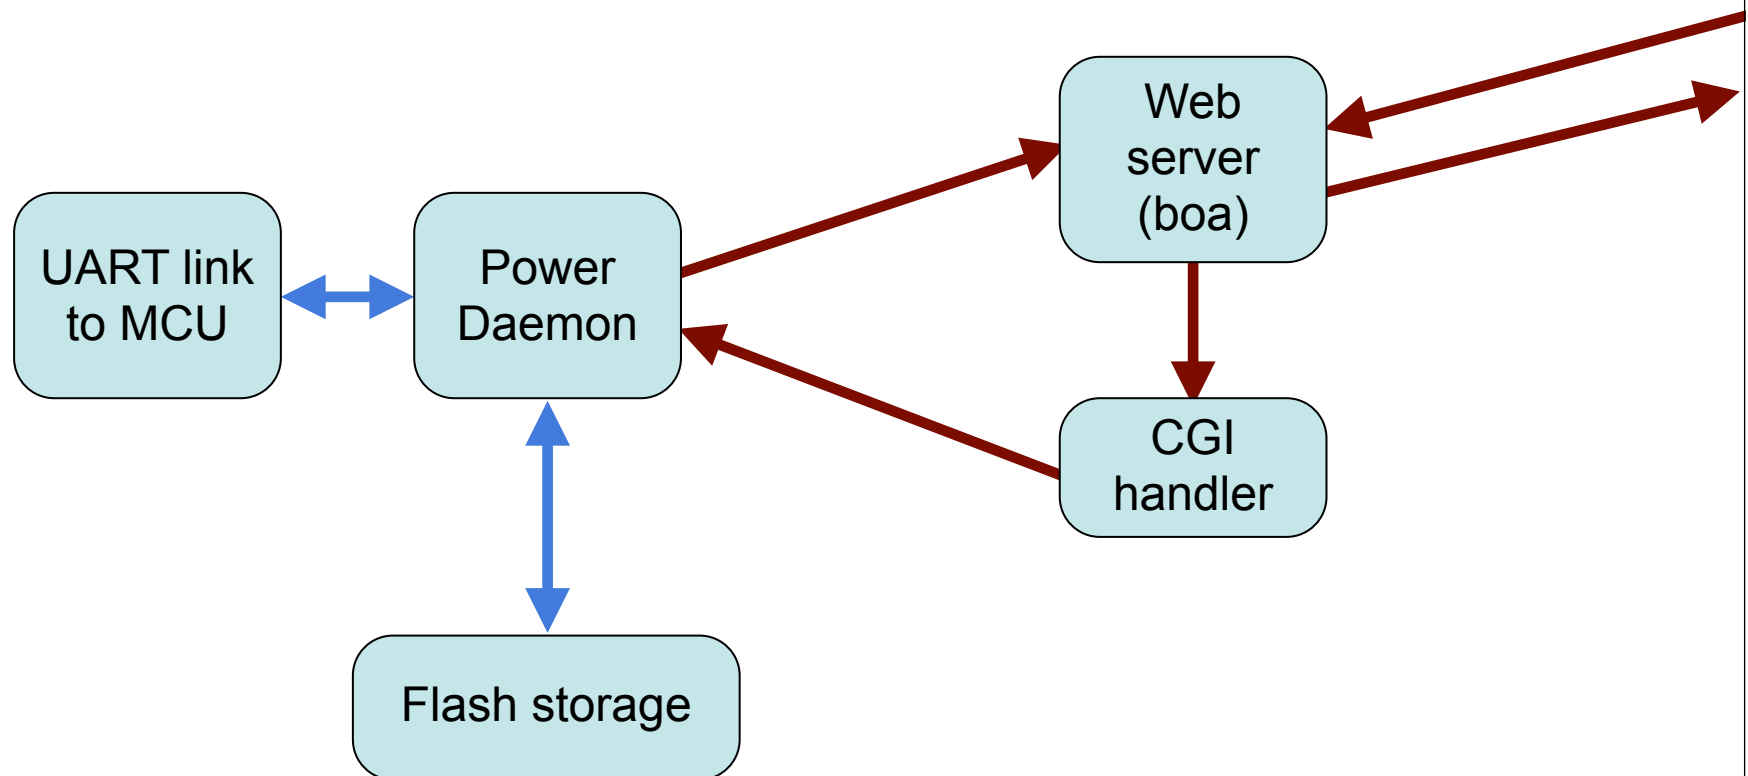 Web
server
(boa)
UART link
to MCU
Power
Daemon
CGI
handler
Flash storage